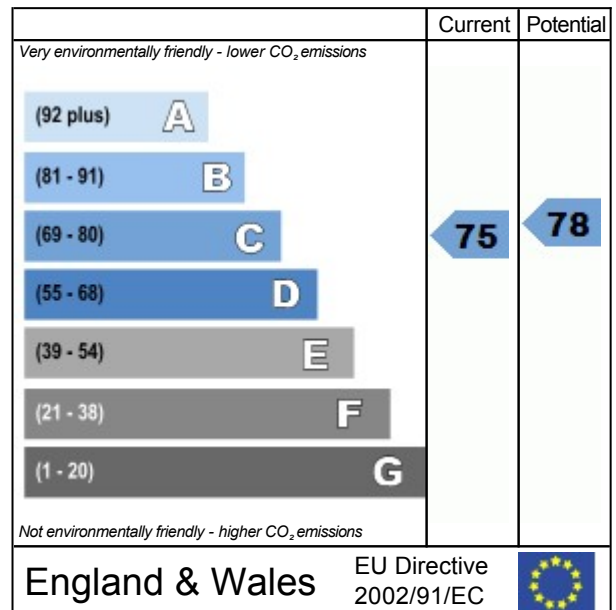 Current Potential
Very environmentally friendly - lower CO₂ emissions
(92 plus) A
(81 - 91) B
(69 - 80) C
75 78
(55 - 68) D
(39 - 54) E
(21 - 38) F
(1 - 20) G
Not environmentally friendly - higher CO₂ emissions
England & Wales
EU Directive
2002/91/EC